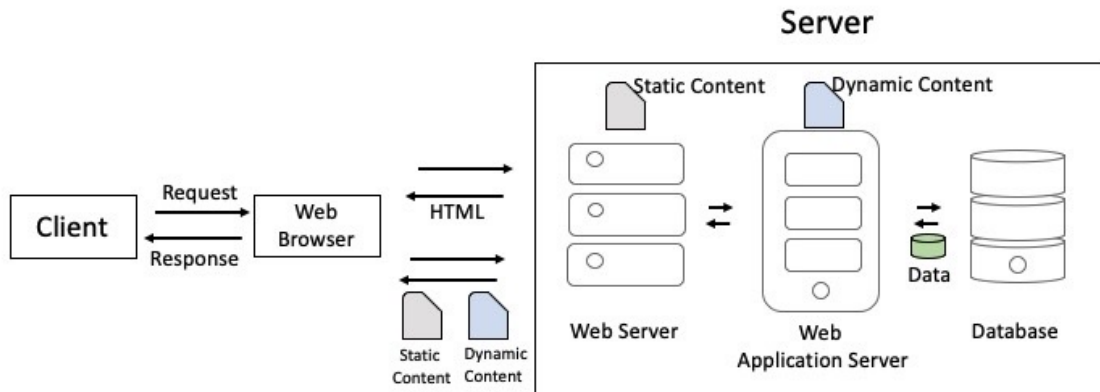 Server
Static Content
Dynamic Content
Request
Client
Web
Browser
Response
HTML
Static
Content
Dynamic
Content
Data
Web Server
Web
Application Server
Database